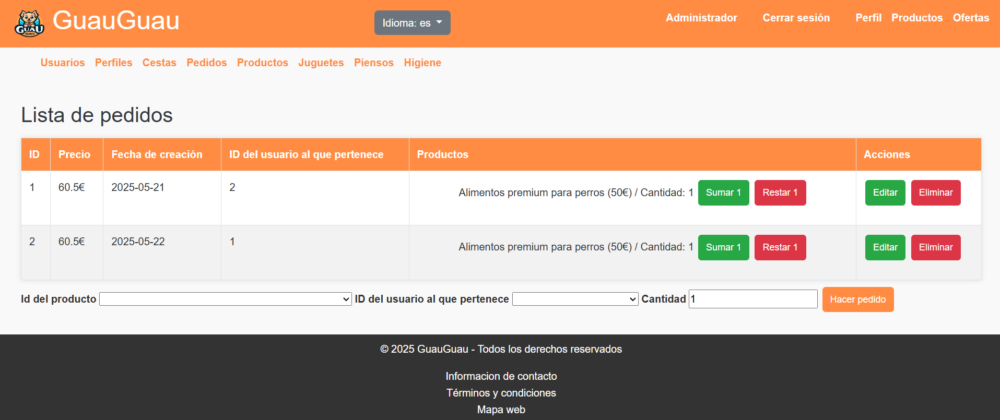 GUAU
GUAU
GuauGuau
Idioma: es
Administrador Cerrar sesión Perfil Productos Ofertas
Usuarios Perfiles Cestas Pedidos Productos Juguetes Piensos Higiene
Lista de pedidos
ID Precio Fecha de creación ID del usuario al que pertenece Productos Acciones
1 60.5€ 2025-05-21 2 Alimentos premium para perros (50€) / Cantidad: 1 Sumar 1 Restar 1 Editar Eliminar
2 60.5€ 2025-05-22 1 Alimentos premium para perros (50€) / Cantidad: 1 Sumar 1 Restar 1 Editar Eliminar
Id del producto ID del usuario al que pertenece Cantidad 1 Hacer pedido
© 2025 GuauGuau - Todos los derechos reservados
Informacion de contacto
Términos y condiciones
Mapa web